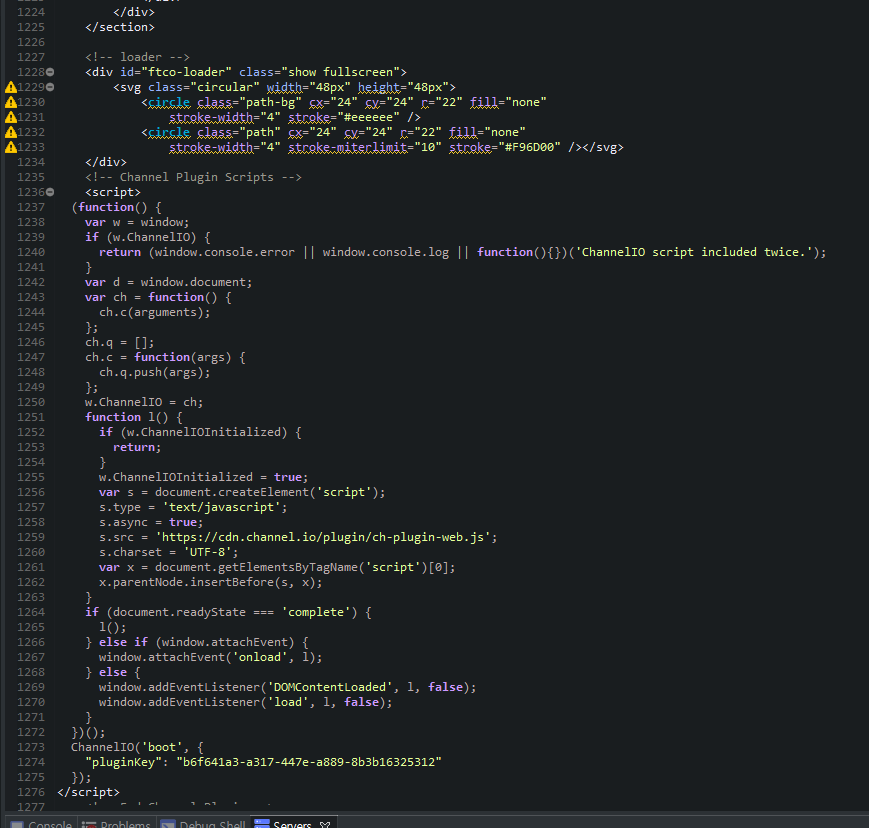 1224 </div>
1225 </section>
1226
1227 <!-- loader -->
1228 <div id="ftco-loader" class="show fullscreen">
1229 <svg class="circular" width="48px" height="48px">
1230 <circle class="path-bg" cx="24" cy="24" r="22" fill="none"
1231 stroke-width="4" stroke="#eeeeee" />
1232 <circle class="path" cx="24" cy="24" r="22" fill="none"
1233 stroke-width="4" stroke-miterlimit="10" stroke="#F96D00" /></svg>
1234 </div>
1235 <!-- Channel Plugin Scripts -->
1236 <script>
1237 (function() {
1238 var w = window;
1239 if (w.ChannelIO) {
1240 return (window.console.error || window.console.log || function(){})('ChannelIO script included twice.');
1241 }
1242 var d = window.document;
1243 var ch = function() {
1244 ch.c(arguments);
1245 };
1246 ch.q = [];
1247 ch.c = function(args) {
1248 ch.q.push(args);
1249 };
1250 w.ChannelIO = ch;
1251 function l() {
1252 if (w.ChannelIOInitialized) {
1253 return;
1254 }
1255 w.ChannelIOInitialized = true;
1256 var s = document.createElement('script');
1257 s.type = 'text/javascript';
1258 s.async = true;
1259 s.src = 'https://cdn.channel.io/plugin/ch-plugin-web.js';
1260 s.charset = 'UTF-8';
1261 var x = document.getElementsByTagName('script')[0];
1262 x.parentNode.insertBefore(s, x);
1263 }
1264 if (document.readyState === 'complete') {
1265 l();
1266 } else if (window.attachEvent) {
1267 window.attachEvent('onload', l);
1268 } else {
1269 window.addEventListener('DOMContentLoaded', l, false);
1270 window.addEventListener('load', l, false);
1271 }
1272 })();
1273 ChannelIO('boot', {
1274 "pluginKey": "b6f641a3-a317-447e-a889-8b3b16325312"
1275 });
1276 </script>
1277
Console Problems Debug Shell Servers